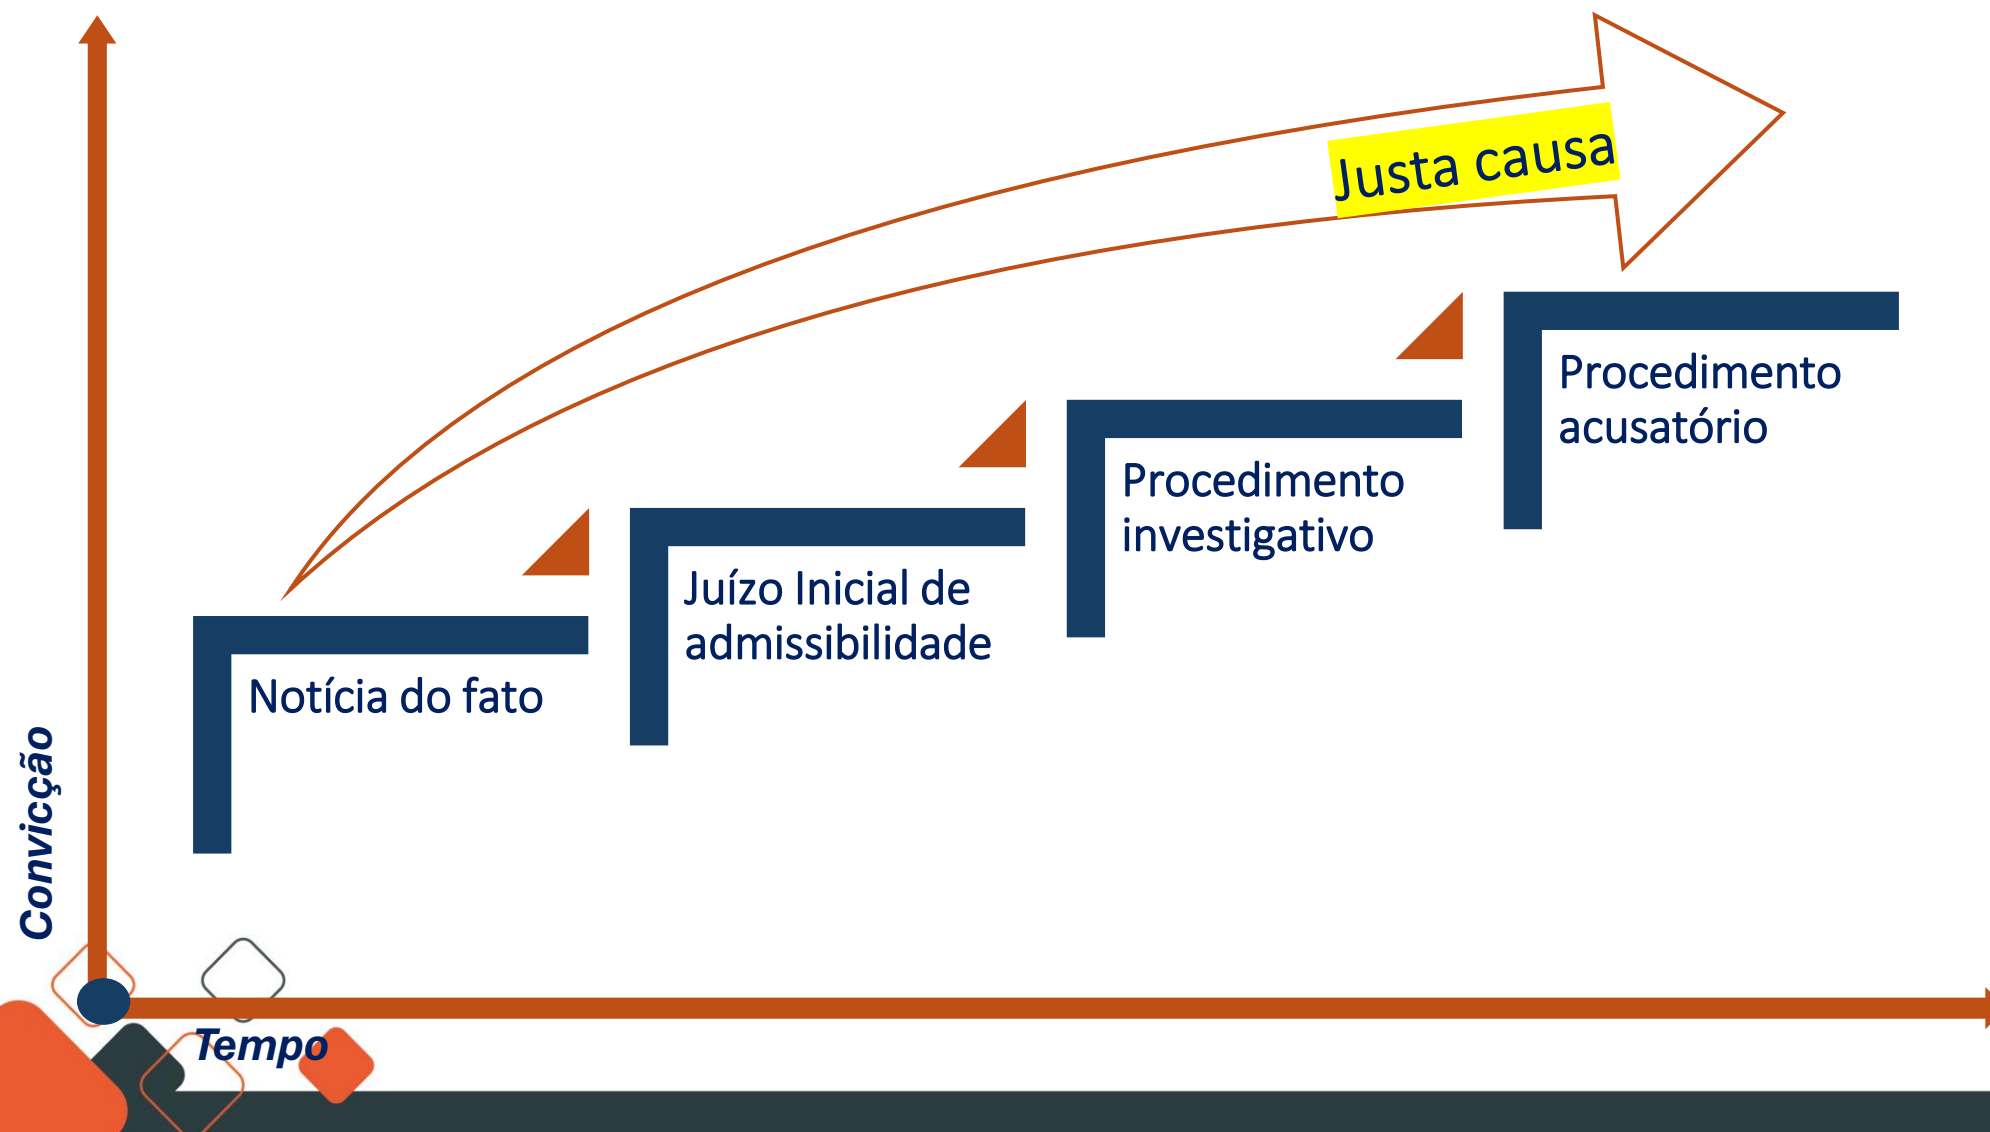 Justa causa
Procedimento
acusatório
Procedimento
investigativo
Juízo Inicial de
admissibilidade
Notícia do fato
Convicção
Tempo